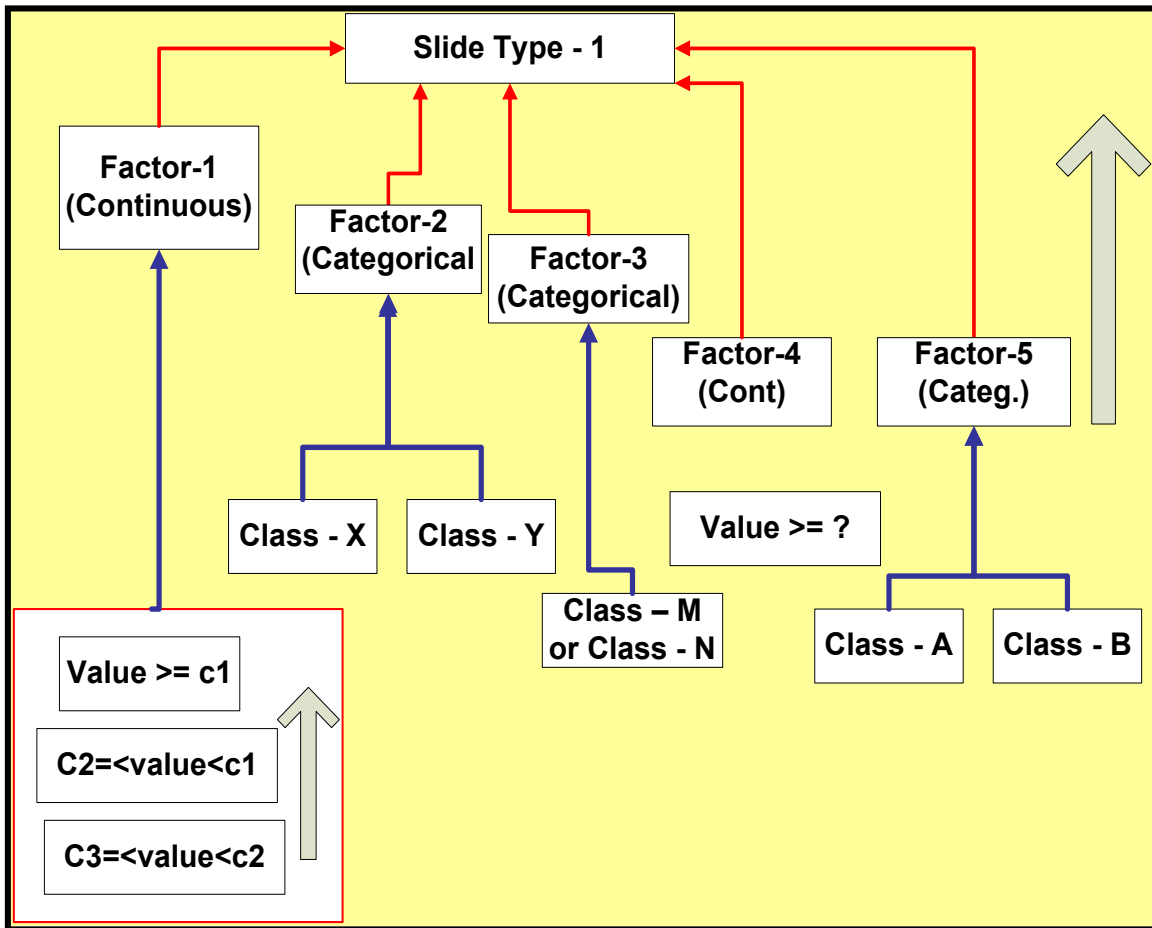 Slide Type - 1
Factor-1
(Continuous)
Factor-2
(Categorical
Factor-3
(Categorical)
Factor-4
(Cont)
Factor-5
(Categ.)
Class - X
Class - Y
Value >= ?
Class – M
or Class - N
Class - A
Class - B
Value >= c1
C2=<value<c1
C3=<value<c2